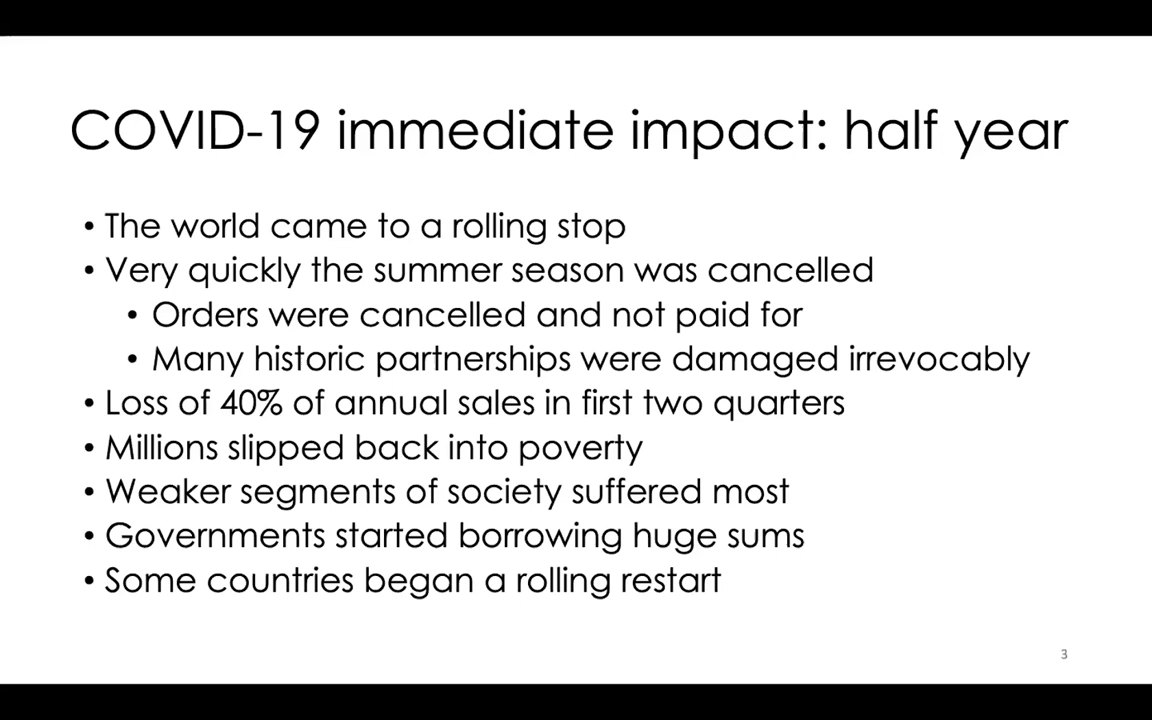 COVID-19 immediate impact: half year
• The world came to a rolling stop
• Very quickly the summer season was cancelled
• Orders were cancelled and not paid for
• Many historic partnerships were damaged irrevocably
• Loss of 40% of annual sales in first two quarters
• Millions slipped back into poverty
• Weaker segments of society suffered most
• Governments started borrowing huge sums
• Some countries began a rolling restart
3